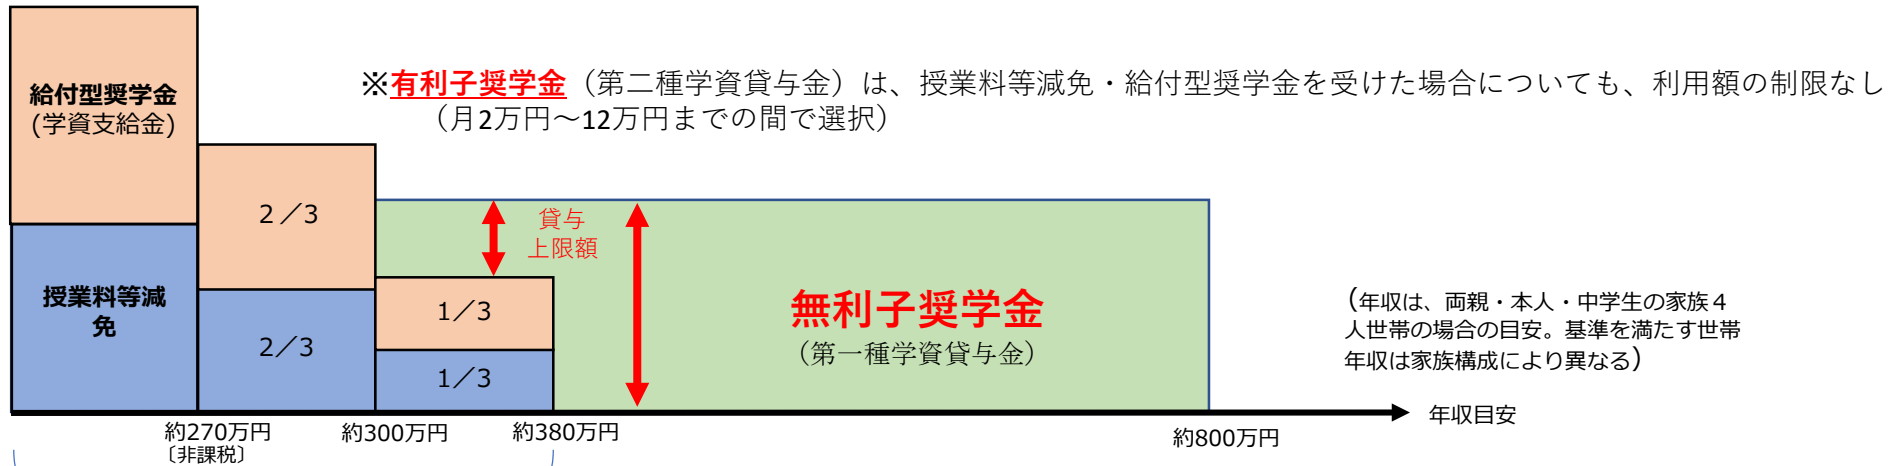 給付型奨学金
(学資支給金)
※有利子奨学金（第二種学資貸与金）は、授業料等減免・給付型奨学金を受けた場合についても、利用額の制限なし
（月2万円～12万円までの間で選択）
２／3
貸与
上限額
授業料等減
免
2／3
1／3
1／3
無利子奨学金
（第一種学資貸与金）
(年収は、両親・本人・中学生の家族４
人世帯の場合の目安。基準を満たす世帯
年収は家族構成により異なる)
年収目安
約270万円
〔非課税〕
約300万円
約380万円
約800万円